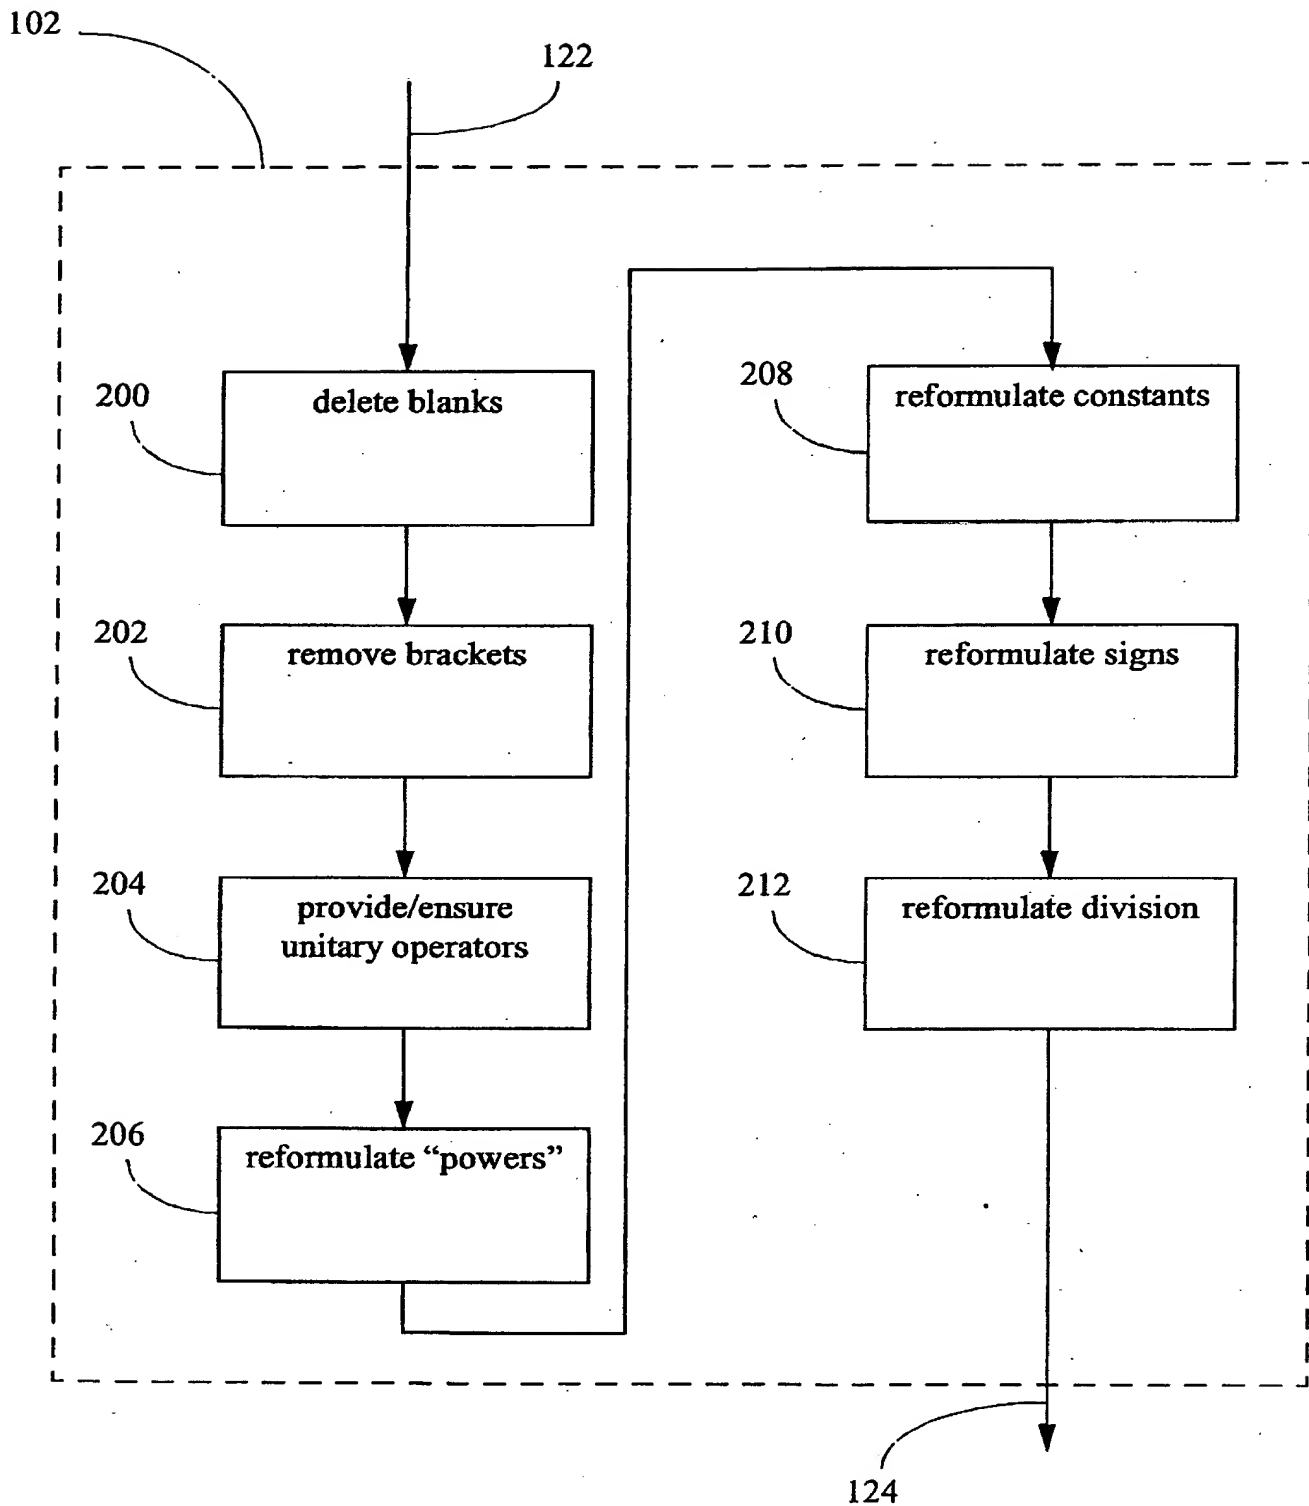 102
122
200
delete blanks
202
remove brackets
204
provide/ensure
unitary operators
206
reformulate “powers”
208
reformulate constants
210
reformulate signs
212
reformulate division
124